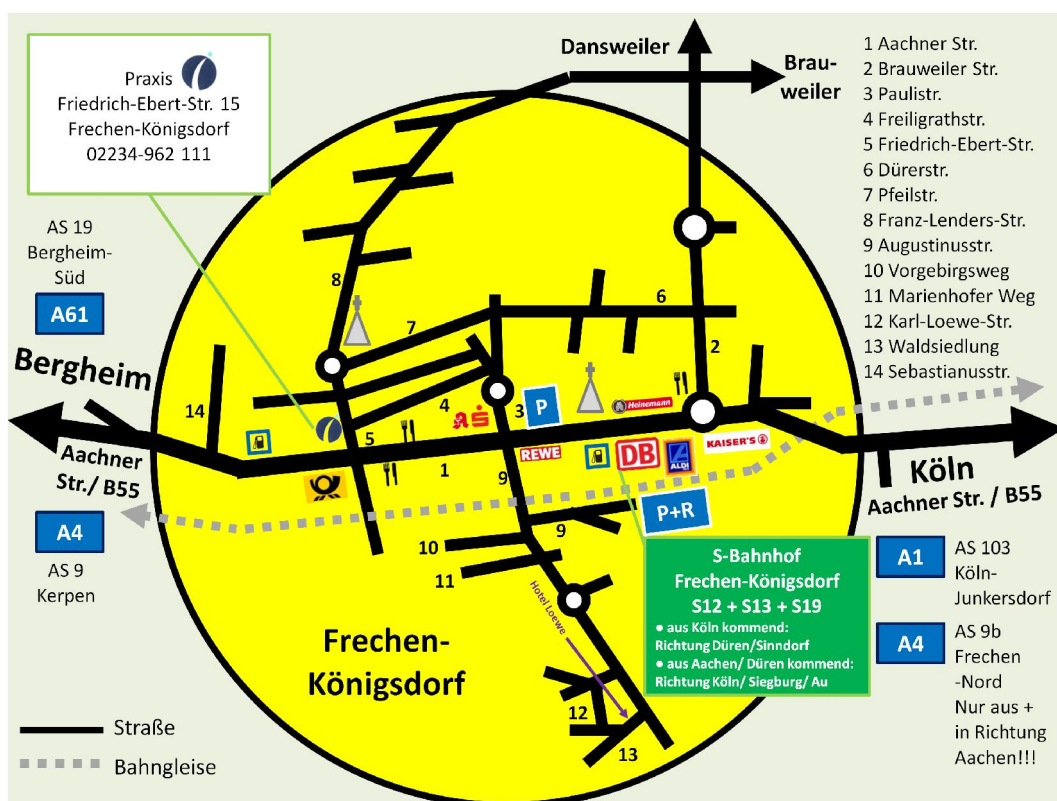 Praxis
Friedrich-Ebert-Str. 15
Frechen-Königsdorf
02234-962 111
Dansweiler
Brau-
weiler
1 Aachner Str.
2 Brauweiler Str.
3 Paulistr.
4 Freiligrathstr.
5 Friedrich-Ebert-Str.
6 Dürerstr.
7 Pfeilstr.
8 Franz-Lenders-Str.
9 Augustinusstr.
10 Vorgebirgsweg
11 Marienhofer Weg
12 Karl-Loewe-Str.
13 Waldsiedlung
14 Sebastianusstr.
AS 19
Bergheim-
Süd
A61
Bergheim
Aachner
Str./ B55
A4
AS 9
Kerpen
8
7
6
2
14
4
5
3
1
9
9
10
11
12
13
P
Heinemann
REWE
DB
ALDI
KAISER'S
P+R
Hotel Loewe
Köln
Aachner Str. / B55
S-Bahnhof
Frechen-Königsdorf
S12 + S13 + S19
● aus Köln kommend:
Richtung Düren/Sinndorf
● aus Aachen/ Düren kommend:
Richtung Köln/ Siegburg/ Au
A1
AS 103
Köln-
Junkersdorf
A4
AS 9b
Frechen
-Nord
Nur aus +
in Richtung
Aachen!!!
Frechen-
Königsdorf
Straße
Bahngleise